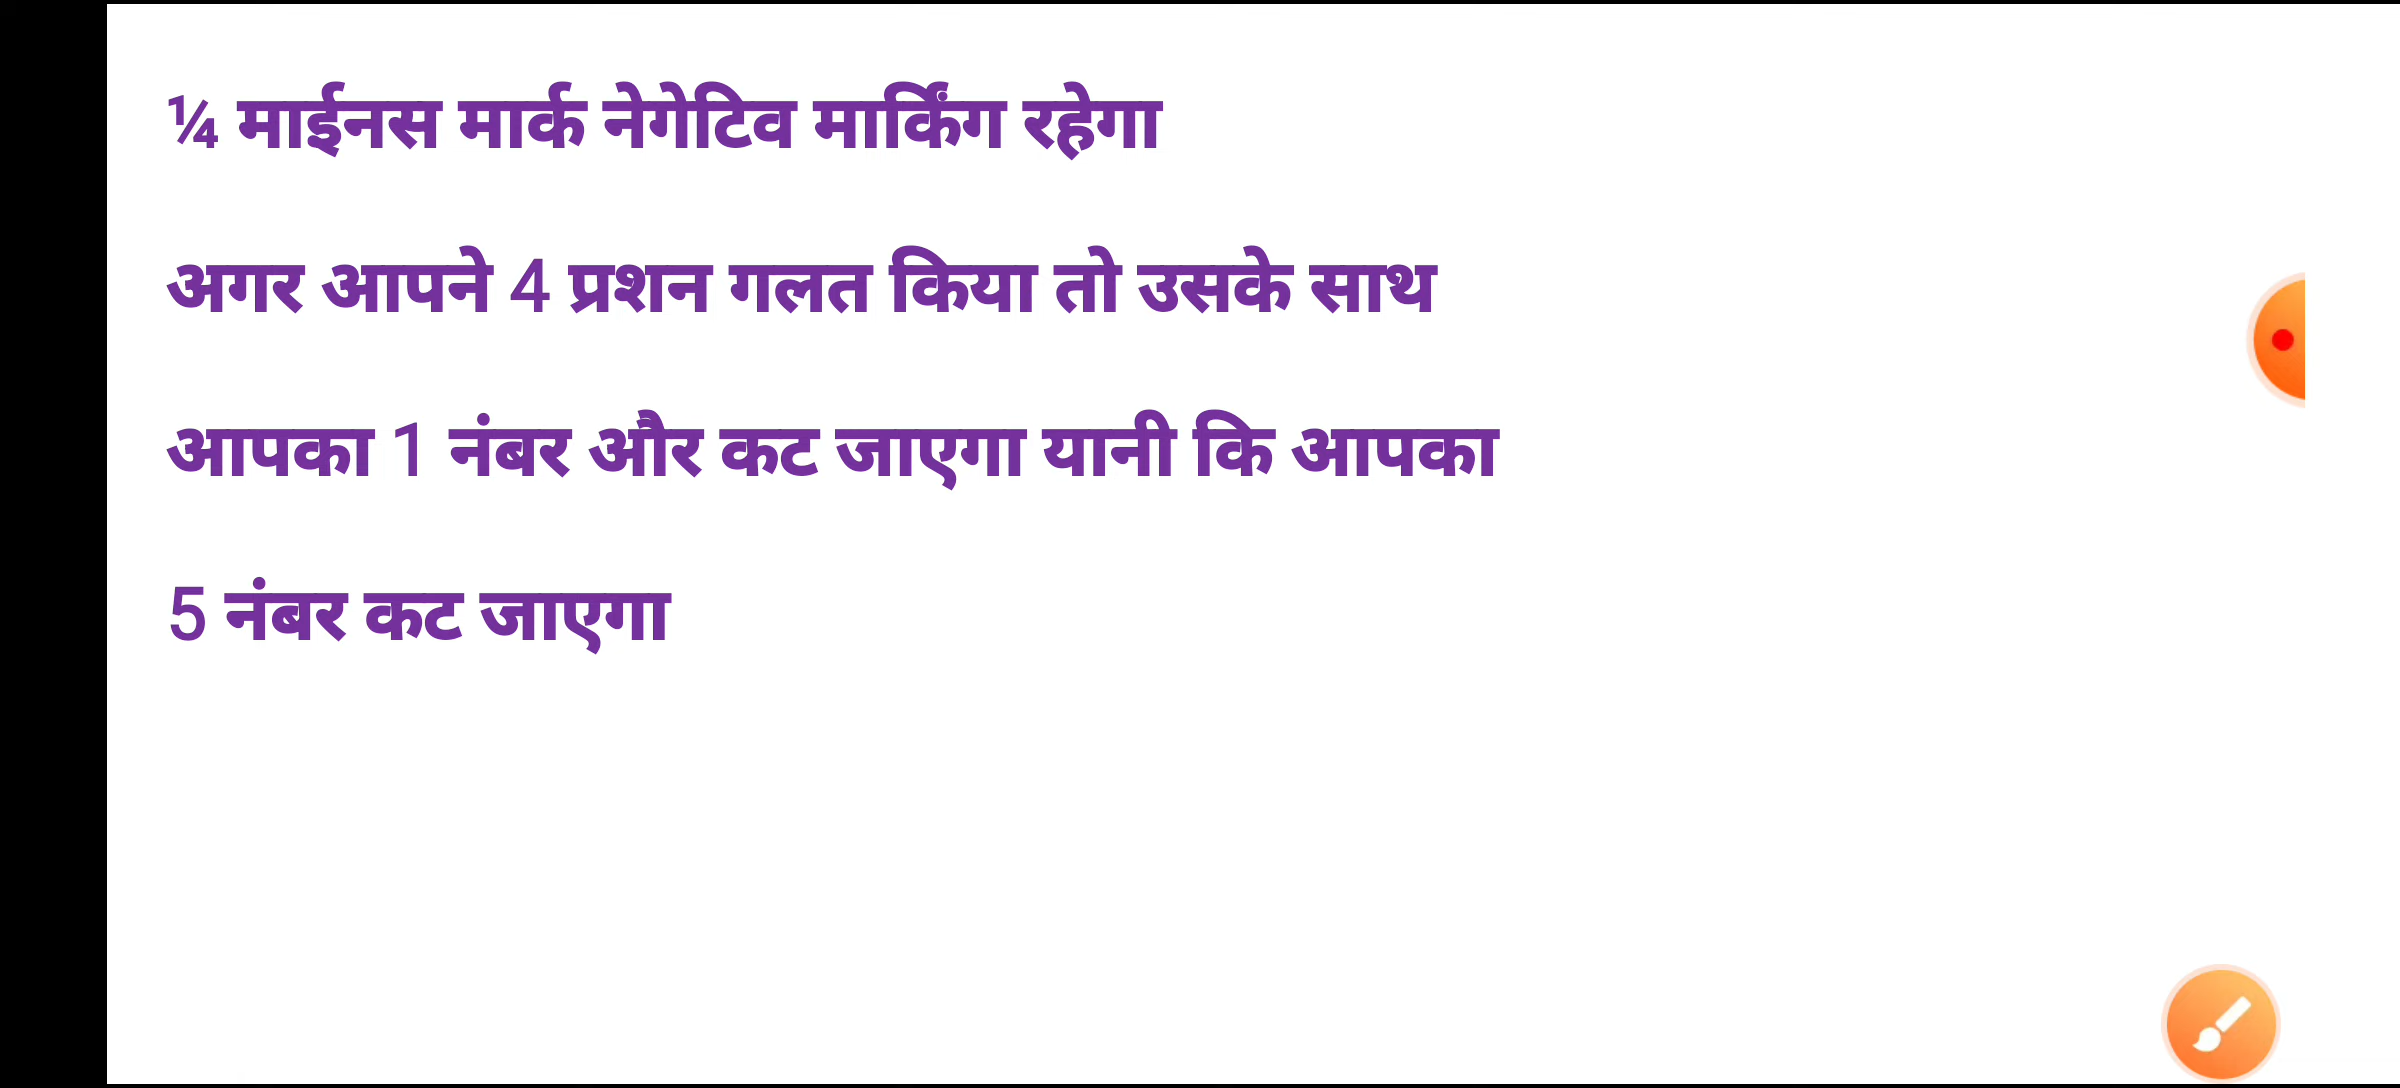 ¼ माईनस मार्क नेगेटिव मार्किंग रहेगा
अगर आपने 4 प्रशन गलत किया तो उसके साथ
आपका 1 नंबर और कट जाएगा यानी कि आपका
5 नंबर कट जाएगा